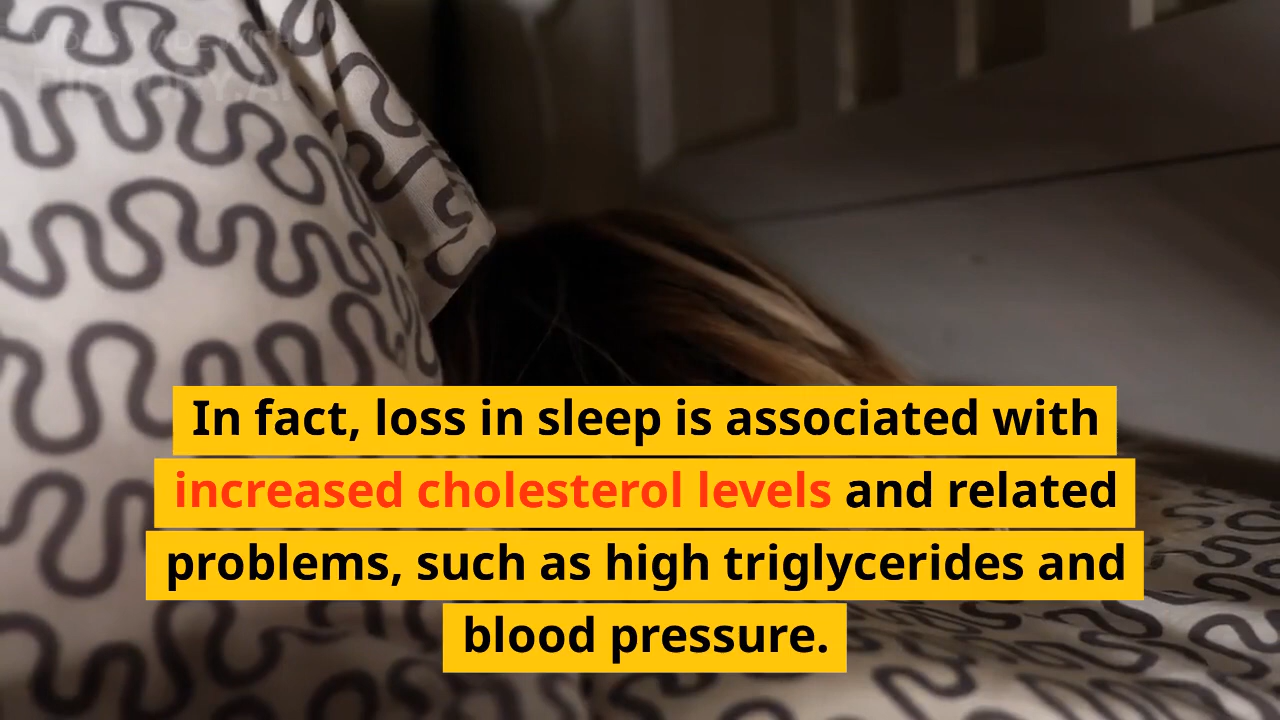 In fact, loss in sleep is associated with
increased cholesterol levels and related
problems, such as high triglycerides and
blood pressure.